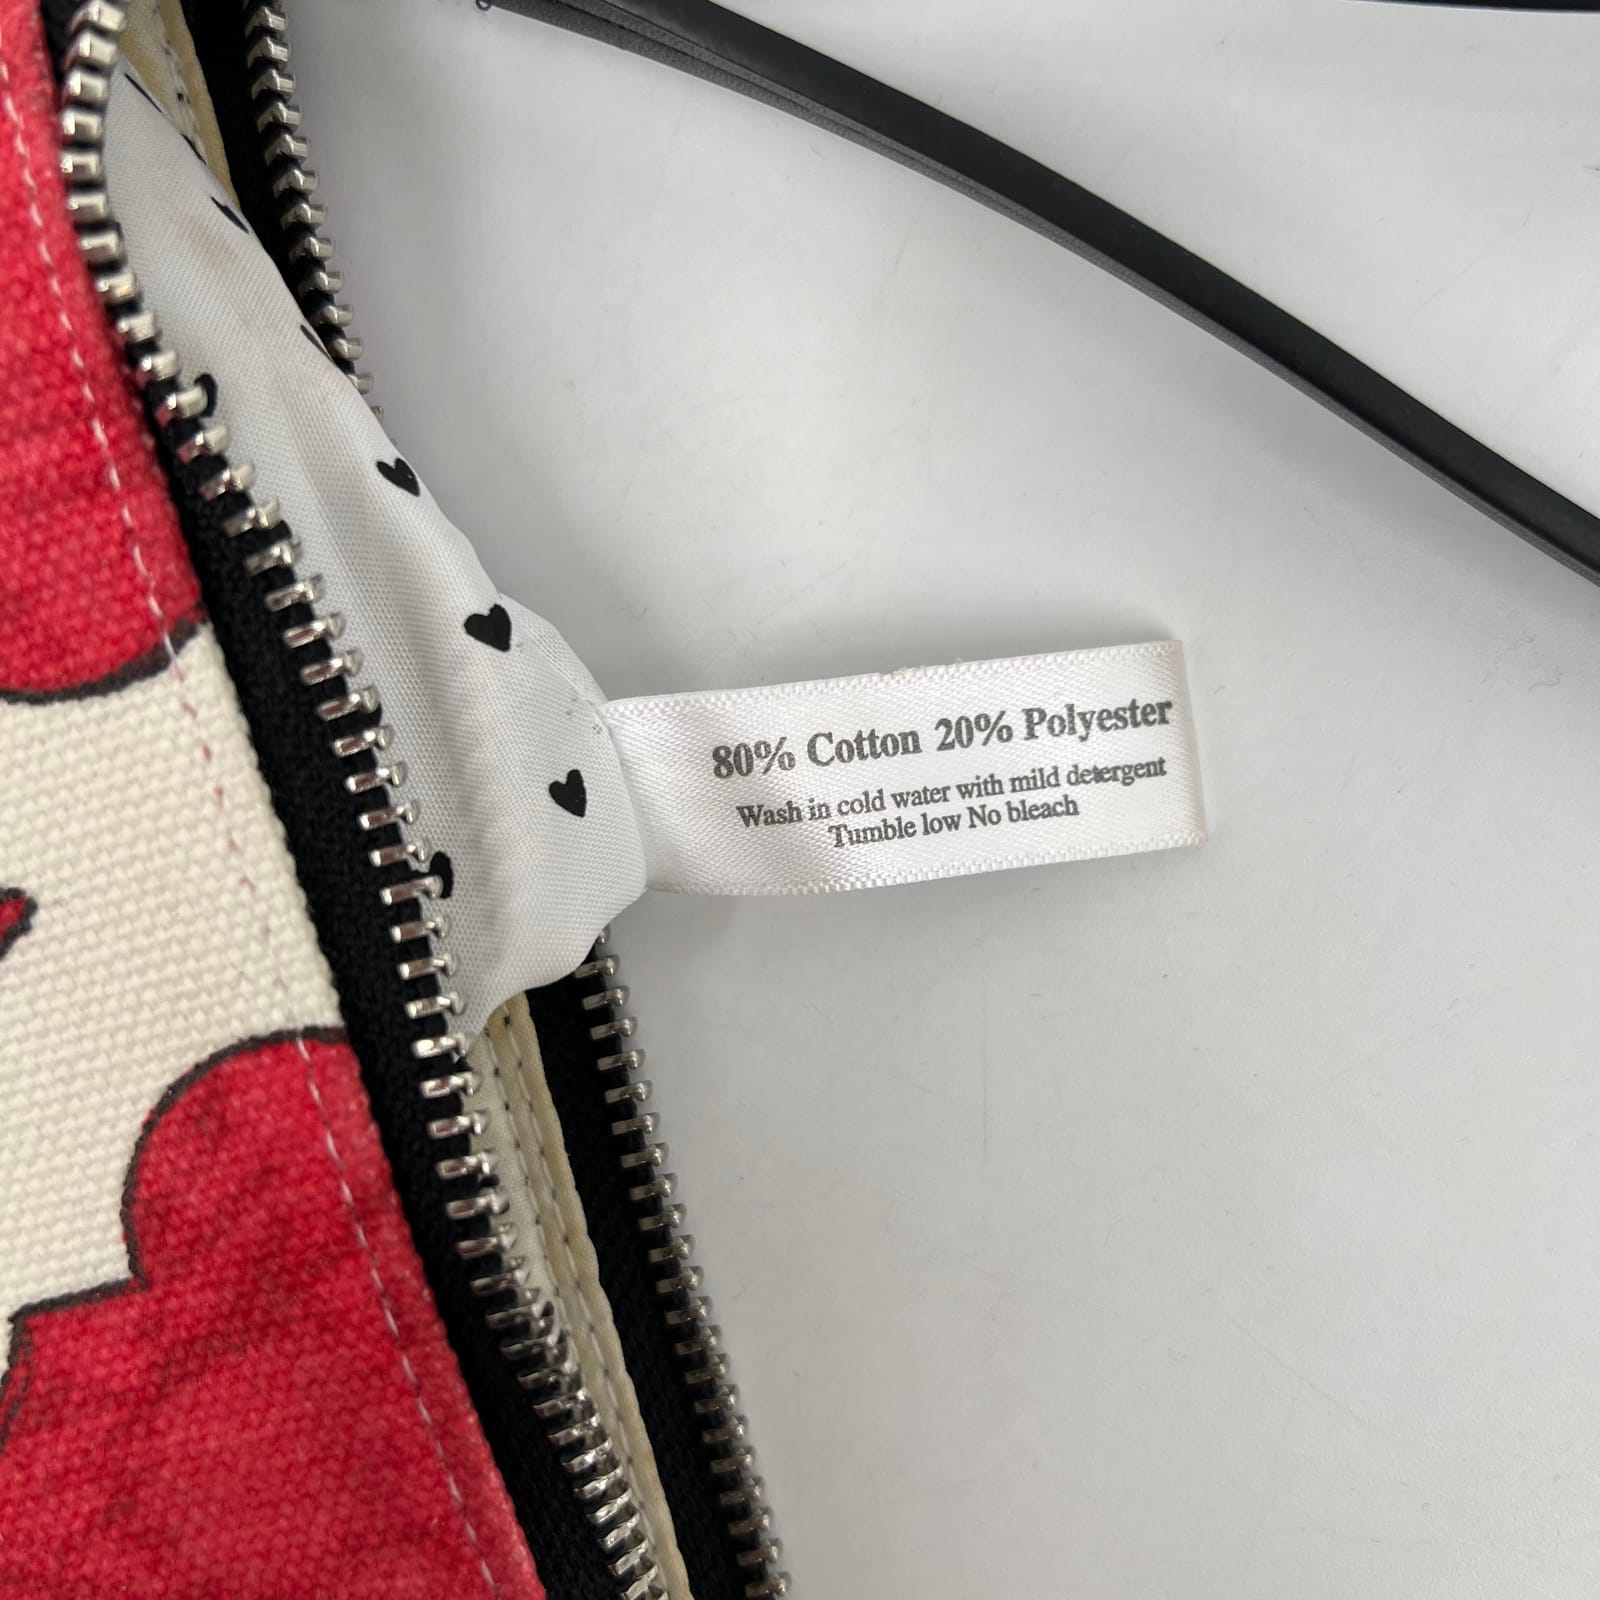 80% Cotton 20% Polyester
Wash in cold water with mild detergent
Tumble low No bleach